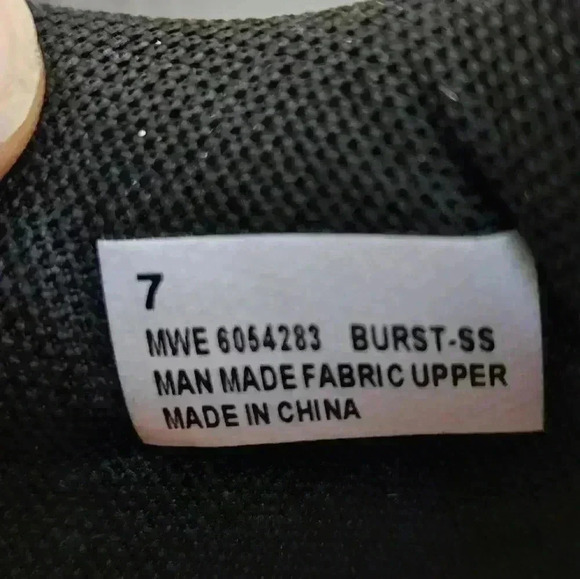 7
MWE 6054283 BURST-SS
MAN MADE FABRIC UPPER
MADE IN CHINA